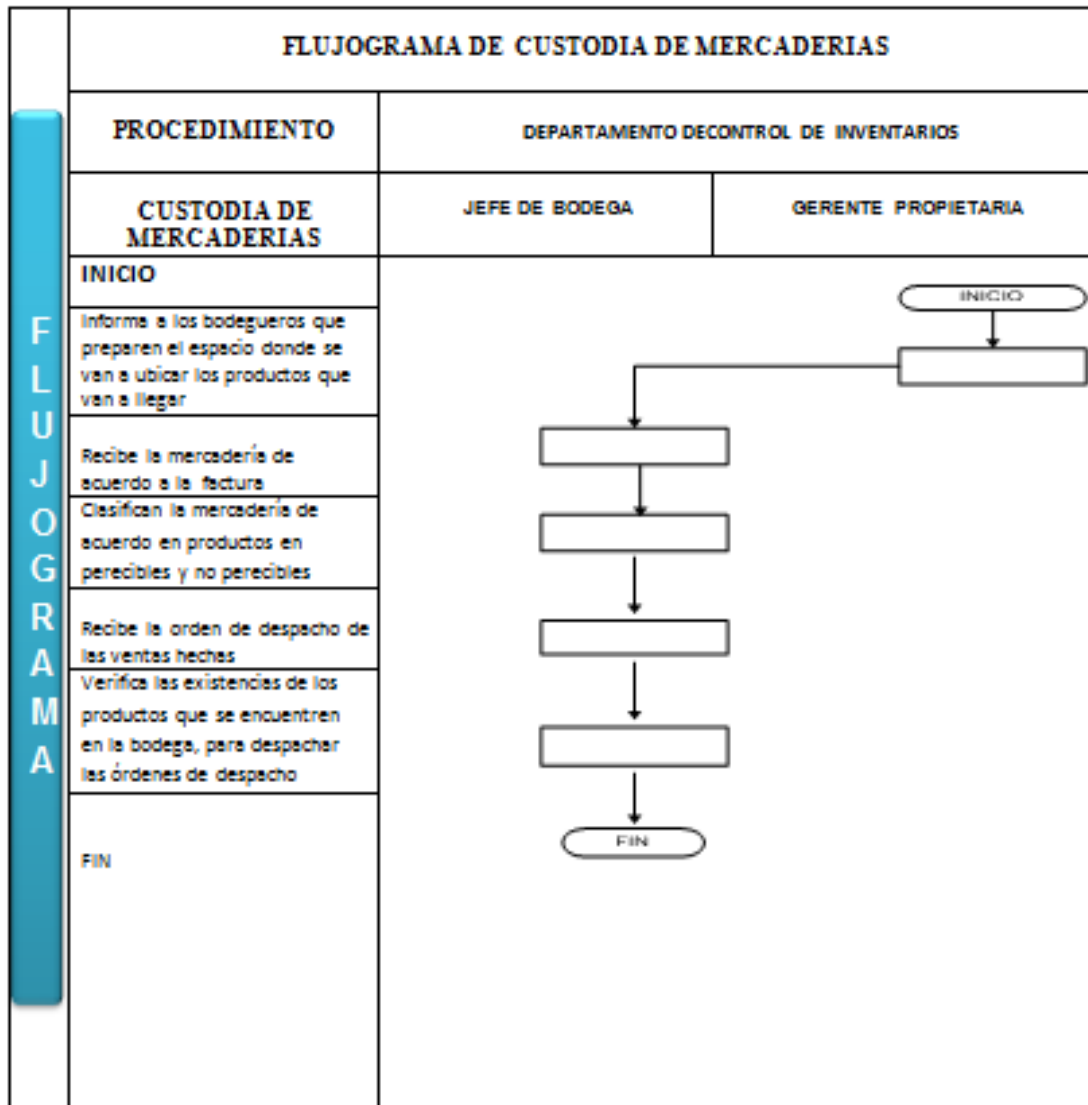 FLUJOGRAMA DE CUSTODIA DE MERCADERIAS
PROCEDIMIENTO
DEPARTAMENTO DECONTROL DE INVENTARIOS
CUSTODIA DE
MERCADERIAS
JEFE DE BODEGA
GERENTE PROPIETARIA
INICIO
Informa a los bodegueros que
preparen el espacio donde se
van a ubicar los productos que
van a llegar
Recibe la mercadería de
acuerdo a la factura
Clasifican la mercadería de
acuerdo en productos en
perecibles y no perecibles
Recibe la orden de despacho de
las ventas hechas
Verifica las existencias de los
productos que se encuentren
en la bodega, para despachar
las órdenes de despacho
FIN
INICIO
FIN
F
L
U
J
O
G
R
A
M
A